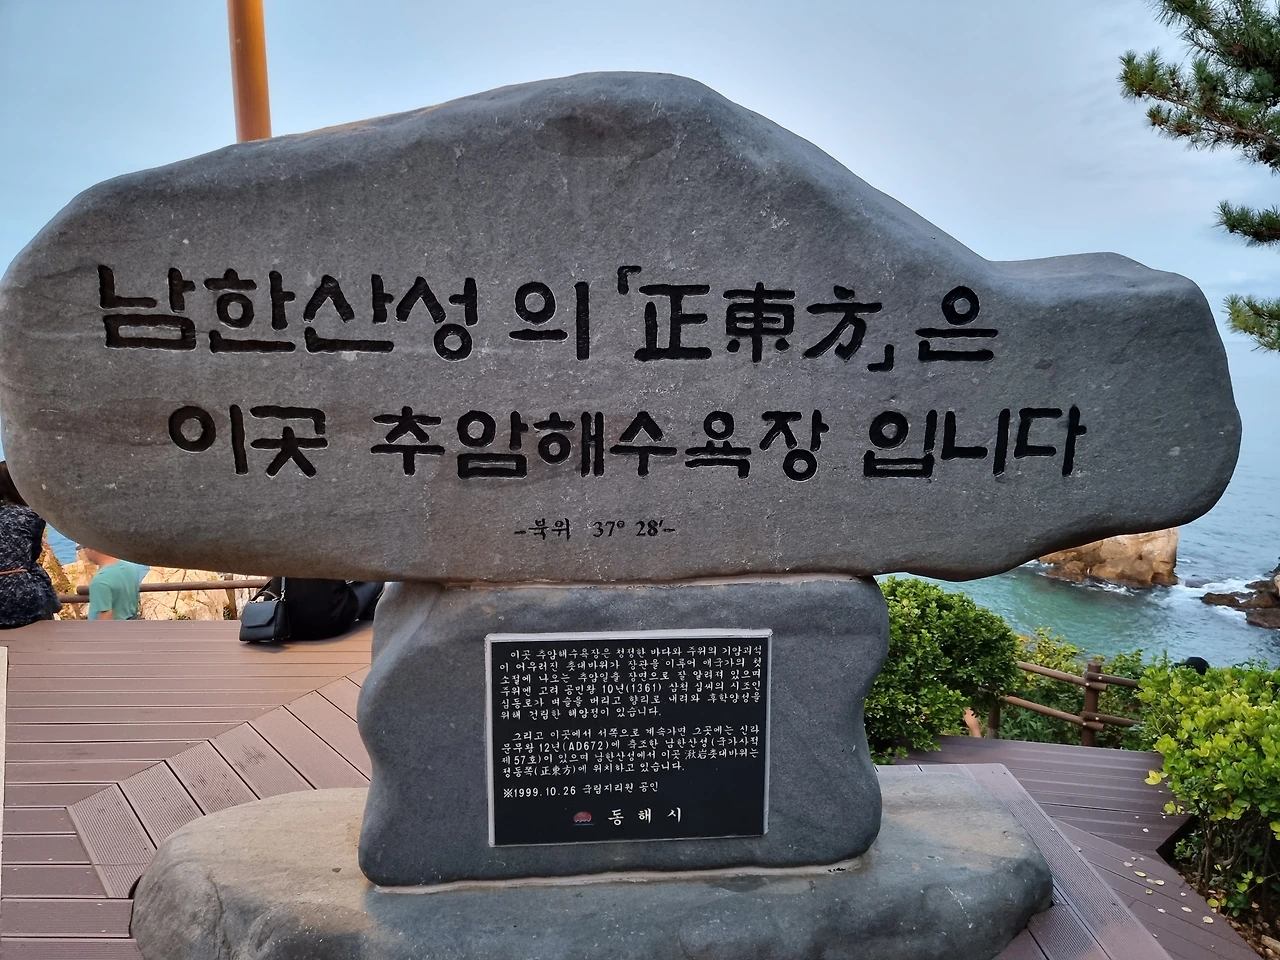 남한산성의「正東方」은
이곳 추암해수욕장 입니다
-북위 37° 28′-
이곳 추암해수욕장은 청정한 바다와 주위의 기암괴석
이 어우러진 촛대바위가 장관을 이루어 애국가의 첫
소절에 나오는 추암일출 장면으로 잘 알려져 있으며
주위엔 고려 공민왕 10년(1361) 삼척 심씨의 시조인
심동로가 벼슬을 버리고 향리로 내려와 후학양성을
위해 건립한 해암정이 있습니다.
그리고 이곳에서 서쪽으로 계속가면 그곳에는 신라
문무왕 12년(AD672)에 축조한 남한산성(국가사적
제57호)이 있으며 남한산성에서 이곳 湫岩촛대바위는
정동쪽(正東方)에 위치하고 있습니다.
※1999.10.26 국립지리원 공인
동해시